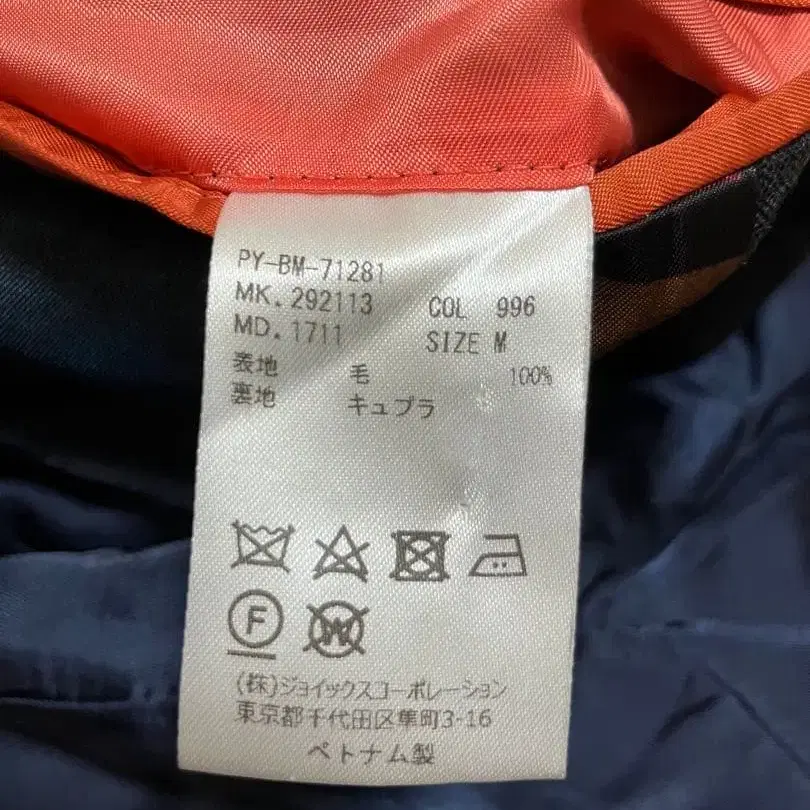 PY-BM-71281
MK.292113 COL 996
MD.1711 SIZE M
表地 毛 100%
裏地 キュプラ
F
W
(株)ジョイックスコーポレーション
東京都千代田区隼町3-16
ベトナム製